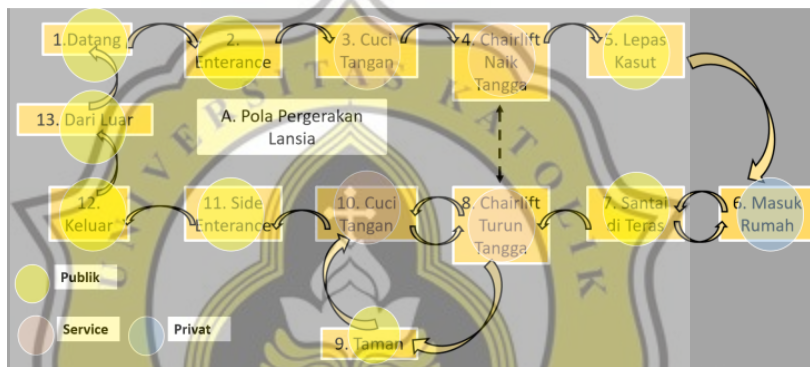 1.Datang
2.
Enterance
3. Cuci
Tangan
4. Chairlift
Naik
Tangga
5. Lepas
Kasut
13. Dari Luar
A. Pola Pergerakan
Lansia
12.
Keluar
11. Side
Enterance
10. Cuci
Tangan
8. Chairlift
Turun
Tangga
7. Santai
di Teras
6. Masuk
Rumah
9. Taman
Publik
Service
Privat
UNIVERSITAS KATOLIK